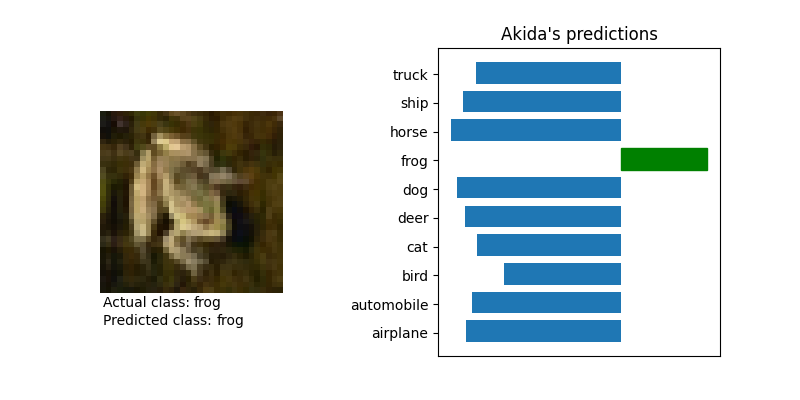 Akida's predictions
truck
ship
horse
frog
dog
deer
cat
bird
automobile
airplane
Actual class: frog
Predicted class: frog